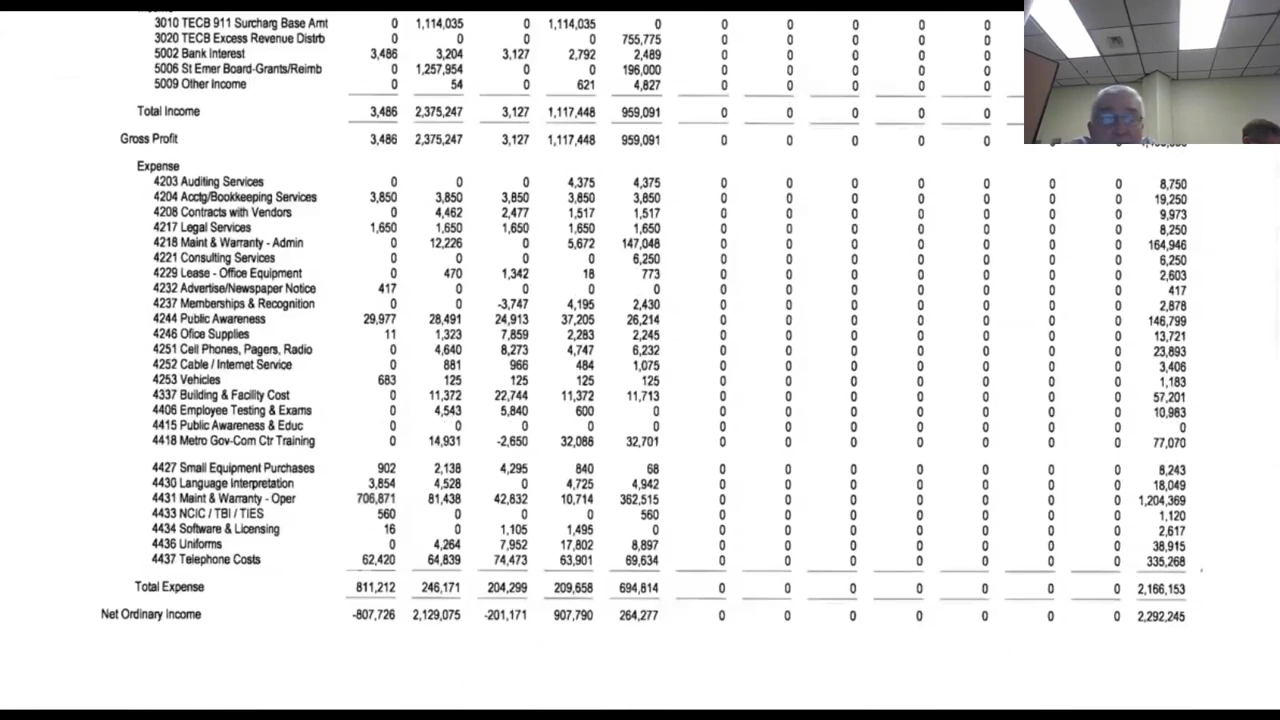 3010 TECB 911 Surcharg Base Amt 0 1,114,035 0 1,114,035 0 0 0 0 0 0
3020 TECB Excess Revenue Distrb 0 0 0 0 755,775 0 0 0 0 0
5002 Bank Interest 3,486 3,204 3,127 2,792 2,489 0 0 0 0 0
5006 St Emer Board-Grants/Reimb 0 1,257,954 0 0 196,000 0 0 0 0 0
5009 Other Income 0 54 0 621 4,827 0 0 0 0 0
Total Income 3,486 2,375,247 3,127 1,117,448 959,091 0 0 0 0 0
Gross Profit 3,486 2,375,247 3,127 1,117,448 959,091 0 0 0 0 0 0 0
Expense
4203 Auditing Services 0 0 0 4,375 4,375 0 0 0 0 0 0 0 8,750
4204 Acctg/Bookkeeping Services 3,850 3,850 3,850 3,850 3,850 0 0 0 0 0 0 0 19,250
4208 Contracts with Vendors 0 4,462 2,477 1,517 1,517 0 0 0 0 0 0 0 9,973
4217 Legal Services 1,650 1,650 1,650 1,650 1,650 0 0 0 0 0 0 0 8,250
4218 Maint & Warranty - Admin 0 12,226 0 5,672 147,048 0 0 0 0 0 0 0 164,946
4221 Consulting Services 0 0 0 0 6,250 0 0 0 0 0 0 0 6,250
4229 Lease - Office Equipment 0 470 1,342 18 773 0 0 0 0 0 0 0 2,603
4232 Advertise/Newspaper Notice 417 0 0 0 0 0 0 0 0 0 0 0 417
4237 Memberships & Recognition 0 0 -3,747 4,195 2,430 0 0 0 0 0 0 0 2,878
4244 Public Awareness 29,977 28,491 24,913 37,205 26,214 0 0 0 0 0 0 0 146,799
4246 Ofice Supplies 11 1,323 7,859 2,283 2,245 0 0 0 0 0 0 0 13,721
4251 Cell Phones, Pagers, Radio 0 4,640 8,273 4,747 6,232 0 0 0 0 0 0 0 23,893
4252 Cable / Internet Service 0 881 966 484 1,075 0 0 0 0 0 0 0 3,406
4253 Vehicles 683 125 125 125 125 0 0 0 0 0 0 0 1,183
4337 Building & Facility Cost 0 11,372 22,744 11,372 11,713 0 0 0 0 0 0 0 57,201
4406 Employee Testing & Exams 0 4,543 5,840 600 0 0 0 0 0 0 0 0 10,983
4415 Public Awareness & Educ 0 0 0 0 0 0 0 0 0 0 0 0 0
4418 Metro Gov-Com Ctr Training 0 14,931 -2,650 32,088 32,701 0 0 0 0 0 0 0 77,070
4427 Small Equipment Purchases 902 2,138 4,295 840 68 0 0 0 0 0 0 0 8,243
4430 Language Interpretation 3,854 4,528 0 4,725 4,942 0 0 0 0 0 0 0 18,049
4431 Maint & Warranty - Oper 706,871 81,438 42,832 10,714 362,515 0 0 0 0 0 0 0 1,204,369
4433 NCIC / TBI / TIES 560 0 0 0 560 0 0 0 0 0 0 0 1,120
4434 Software & Licensing 16 0 1,105 1,495 0 0 0 0 0 0 0 0 2,617
4436 Uniforms 0 4,264 7,952 17,802 8,897 0 0 0 0 0 0 0 38,915
4437 Telephone Costs 62,420 64,839 74,473 63,901 69,634 0 0 0 0 0 0 0 335,268
Total Expense 811,212 246,171 204,299 209,658 694,814 0 0 0 0 0 0 0 2,166,153
Net Ordinary Income -807,726 2,129,075 -201,171 907,790 264,277 0 0 0 0 0 0 0 2,292,245